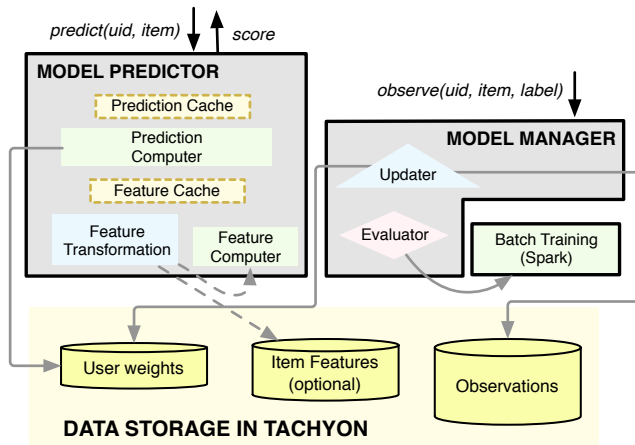 predict(uid, item)
score
MODEL PREDICTOR
Prediction Cache
Prediction
Computer
Feature Cache
Feature
Transformation
Feature
Computer
observe(uid, item, label)
MODEL MANAGER
Updater
Evaluator
Batch Training
(Spark)
User weights
Item Features
(optional)
Observations
DATA STORAGE IN TACHYON